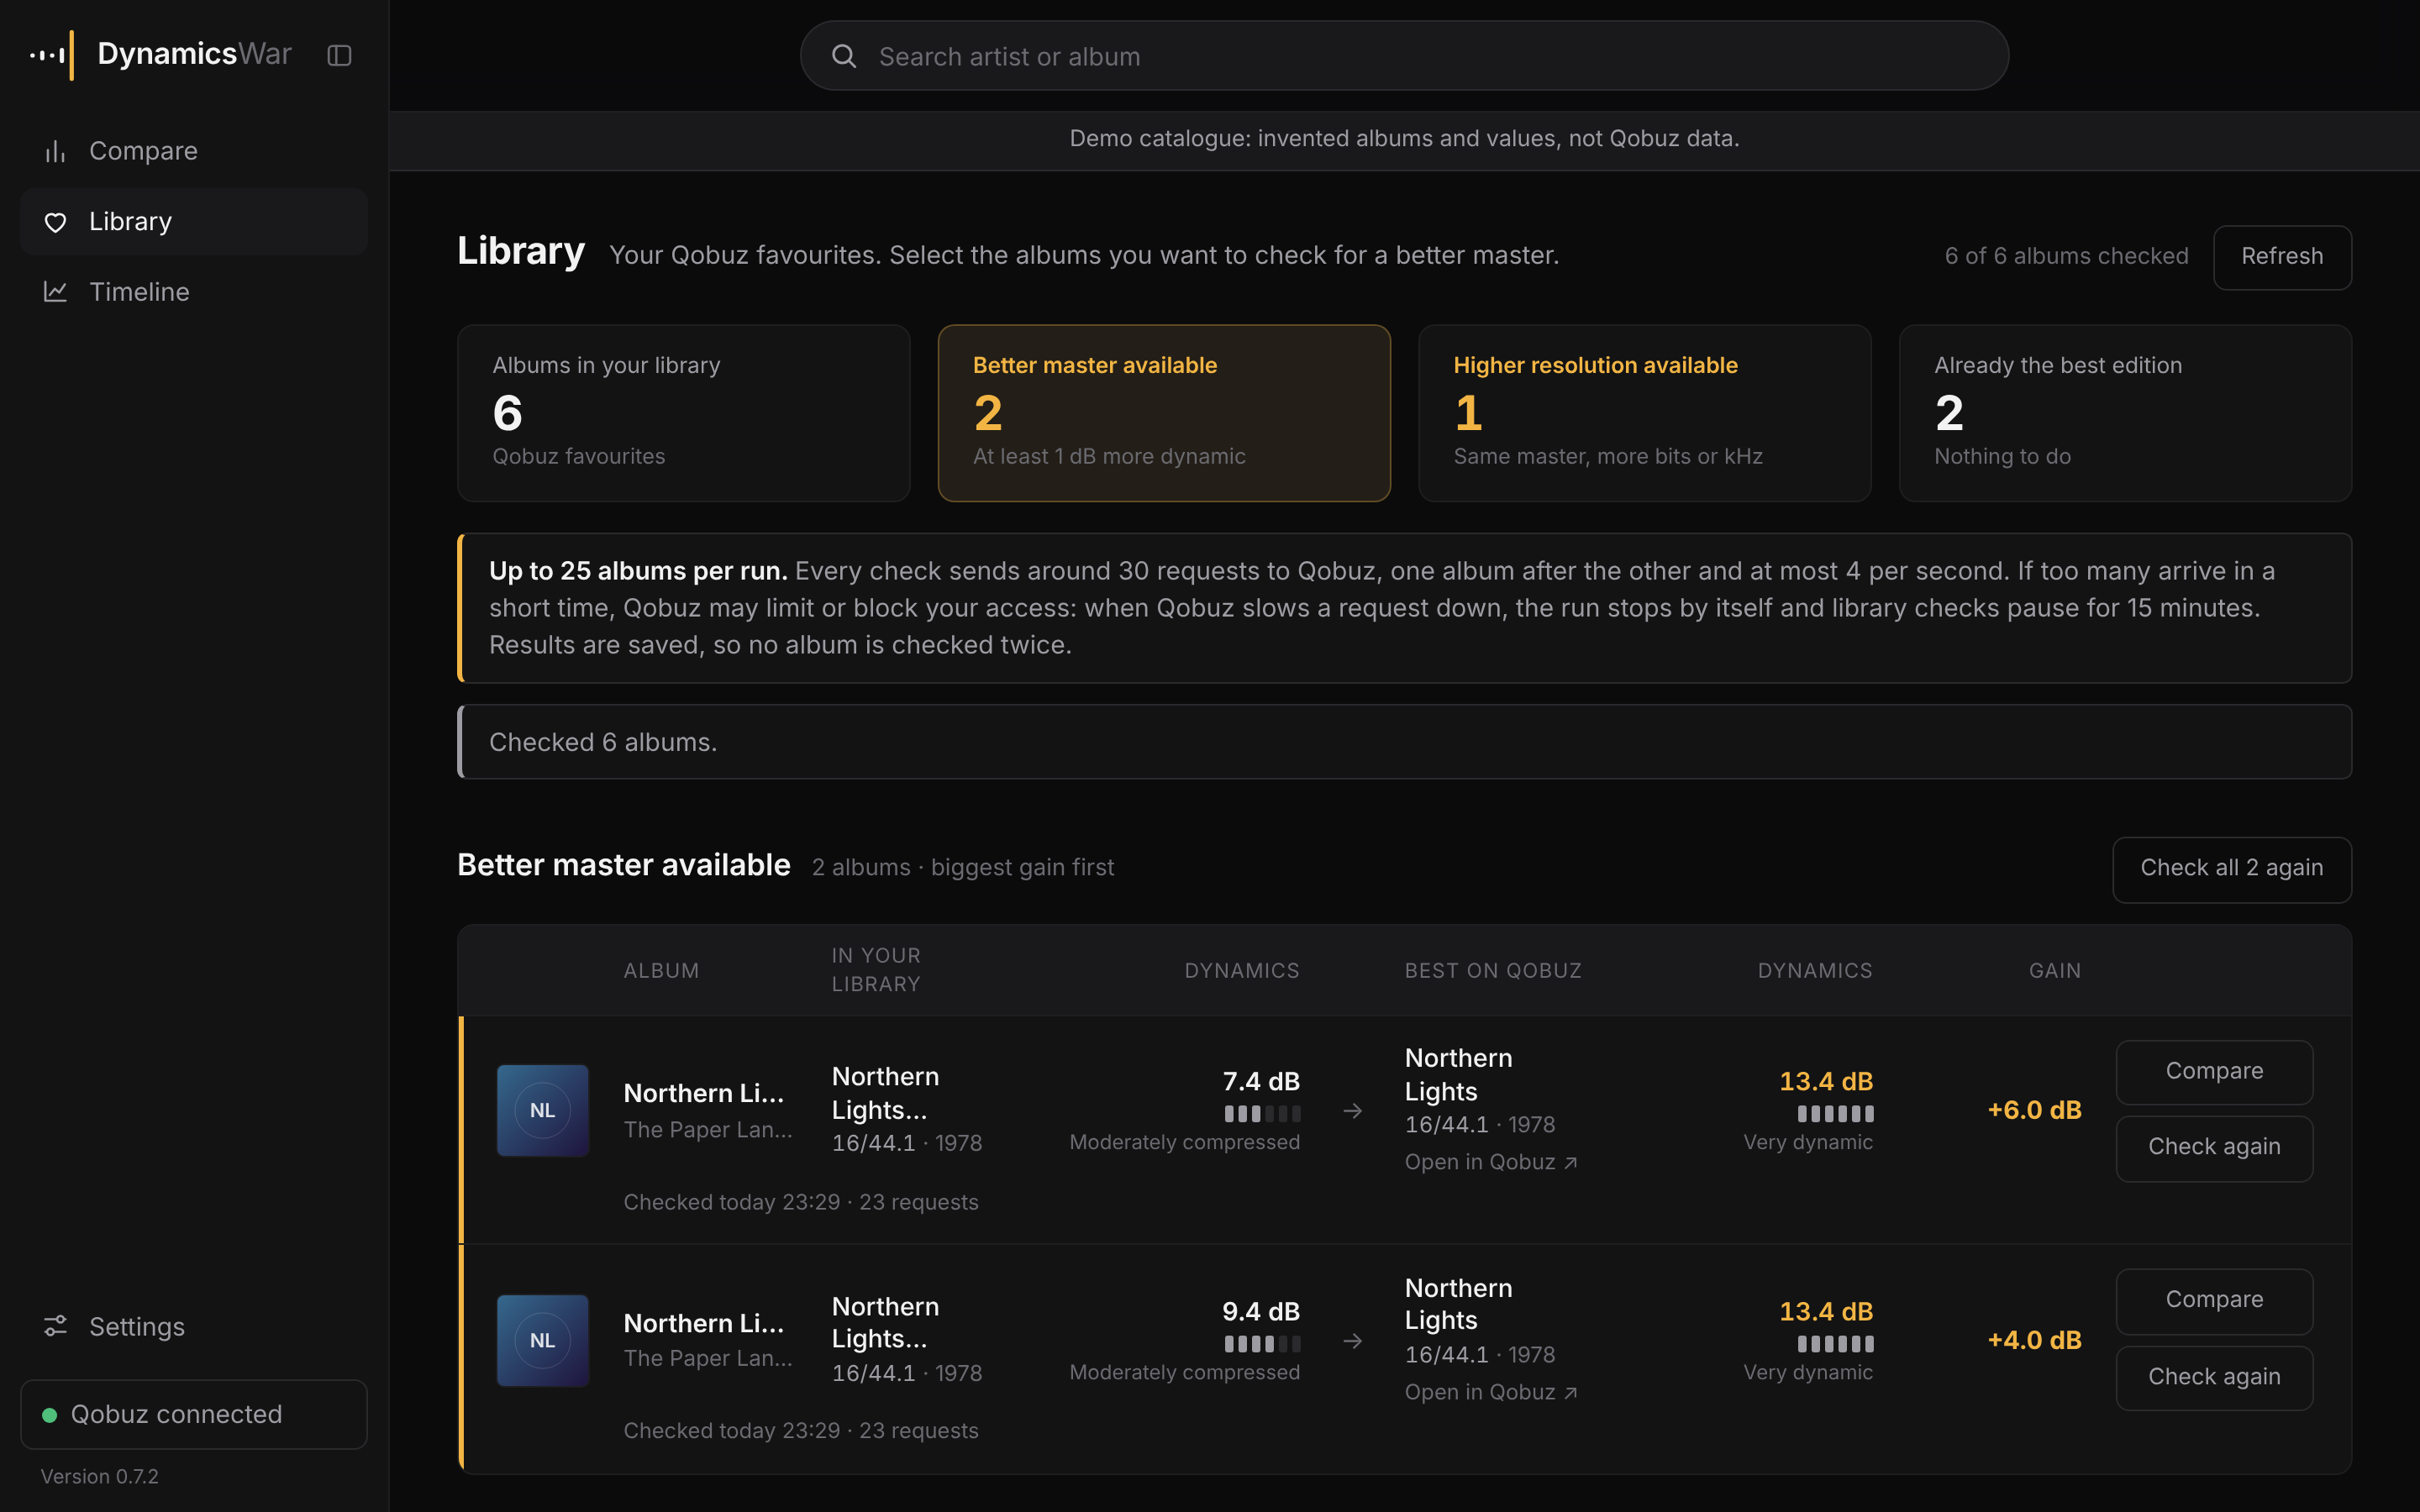 DynamicsWar
Search artist or album
Compare
Library
Timeline
Demo catalogue: invented albums and values, not Qobuz data.
Library Your Qobuz favourites. Select the albums you want to check for a better master. 6 of 6 albums checked Refresh
Albums in your library
6
Qobuz favourites
Better master available
2
At least 1 dB more dynamic
Higher resolution available
1
Same master, more bits or kHz
Already the best edition
2
Nothing to do
Up to 25 albums per run. Every check sends around 30 requests to Qobuz, one album after the other and at most 4 per second. If too many arrive in a
short time, Qobuz may limit or block your access: when Qobuz slows a request down, the run stops by itself and library checks pause for 15 minutes.
Results are saved, so no album is checked twice.
Checked 6 albums.
Better master available 2 albums · biggest gain first Check all 2 again
ALBUM
IN YOUR
LIBRARY
DYNAMICS
BEST ON QOBUZ
DYNAMICS
GAIN
NL
Northern Li...
The Paper Lan...
Northern
Lights...
16/44.1 · 1978
7.4 dB
Moderately compressed
→
Northern
Lights
16/44.1 · 1978
Open in Qobuz ↗
13.4 dB
Very dynamic
+6.0 dB
Compare
Check again
Checked today 23:29 · 23 requests
NL
Northern Li...
The Paper Lan...
Northern
Lights...
16/44.1 · 1978
9.4 dB
Moderately compressed
→
Northern
Lights
16/44.1 · 1978
Open in Qobuz ↗
13.4 dB
Very dynamic
+4.0 dB
Compare
Check again
Checked today 23:29 · 23 requests
Settings
Qobuz connected
Version 0.7.2